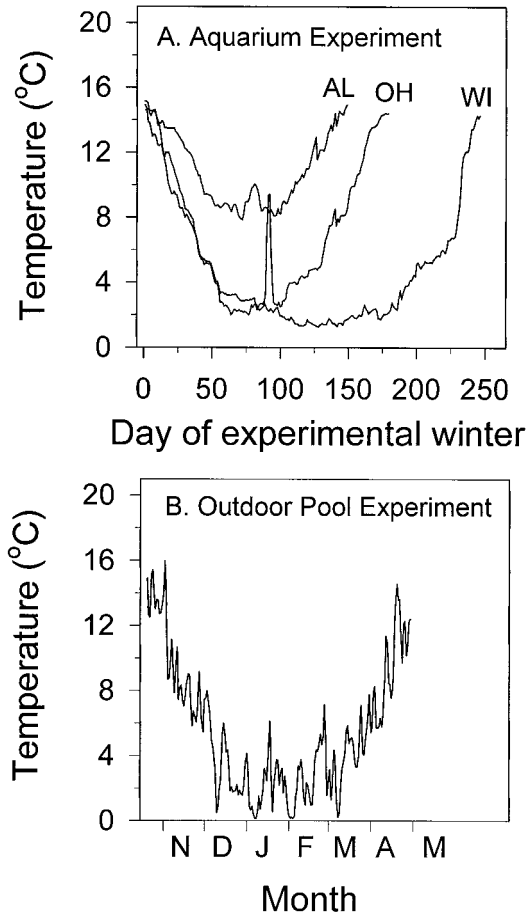 A. Aquarium Experiment
20
16
12
8
4
0
Temperature (°C)
AL
OH
WI
0 50 100 150 200 250
Day of experimental winter
B. Outdoor Pool Experiment
20
16
12
8
4
0
Temperature (°C)
N D J F M A M
Month